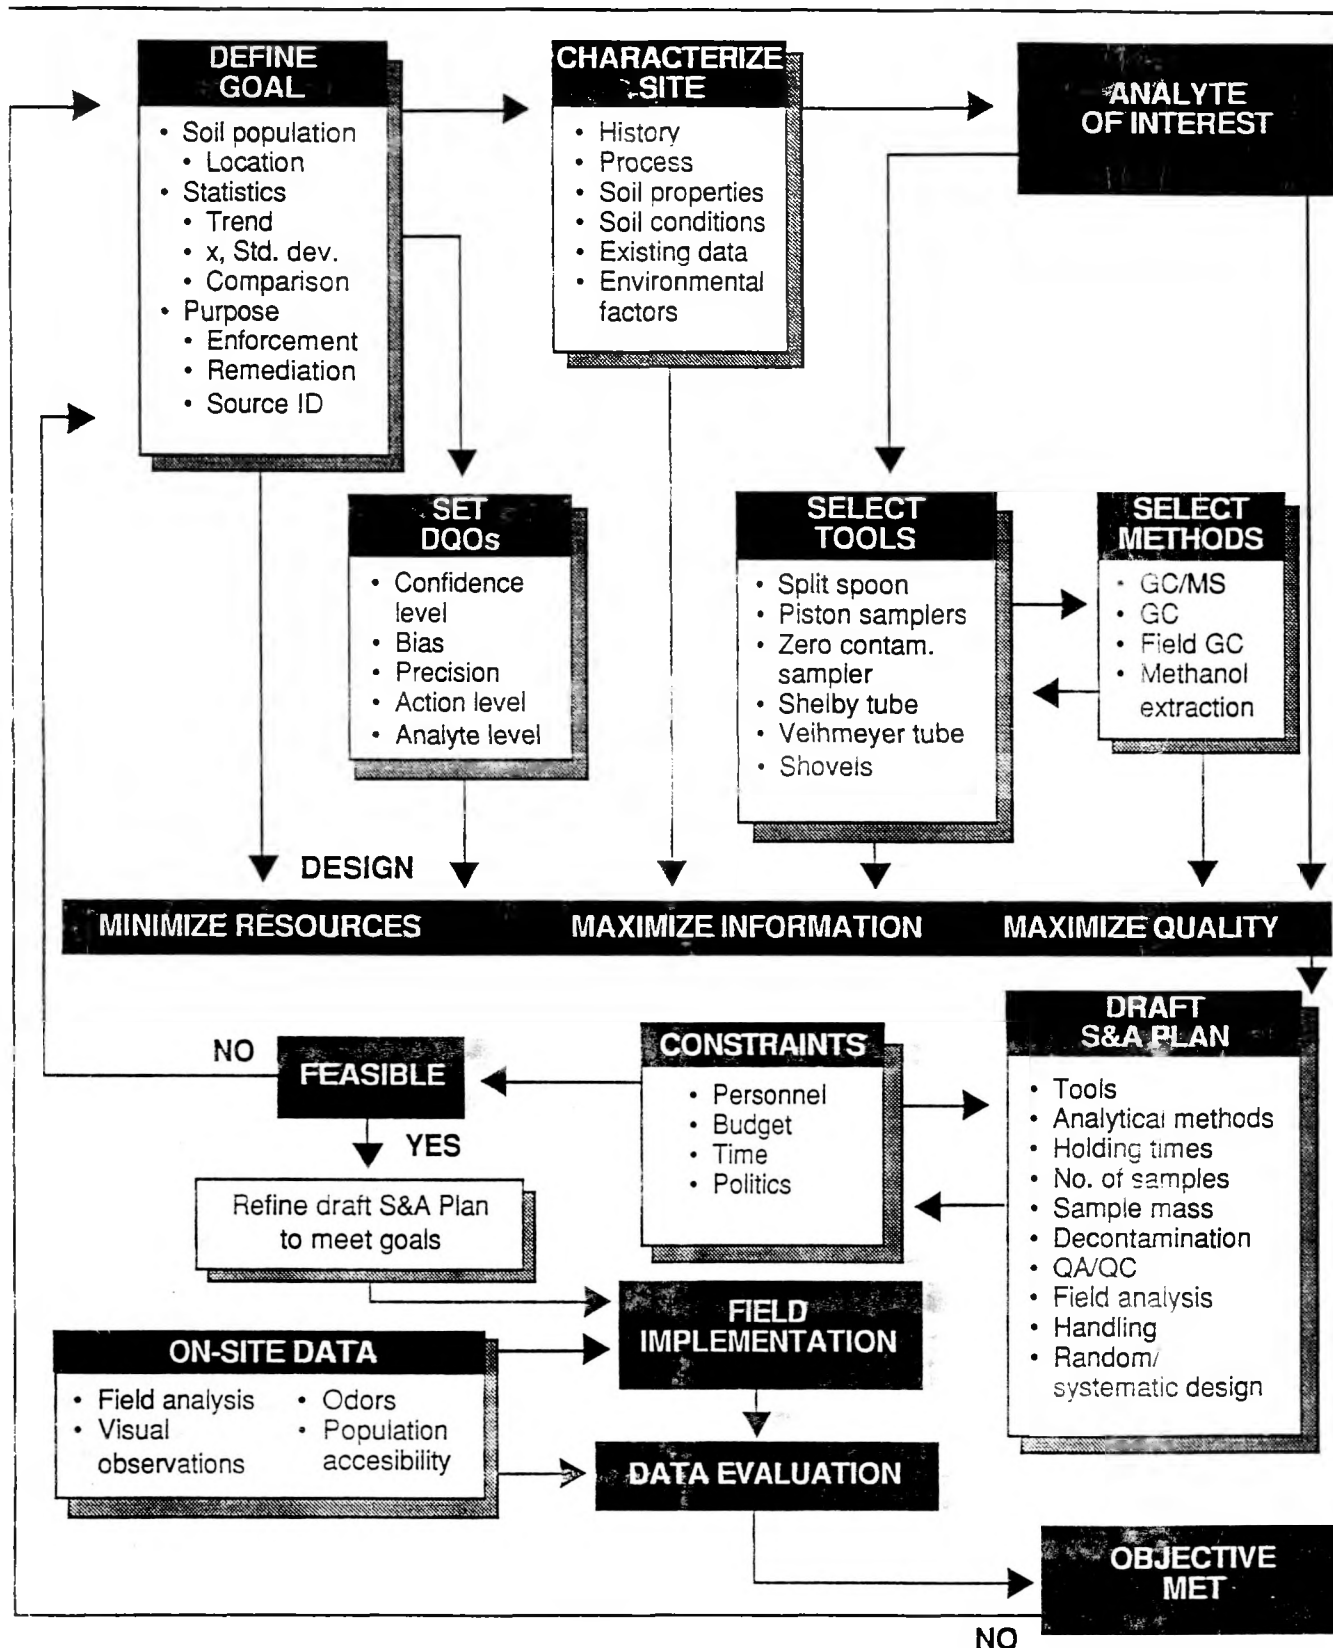 DEFINE
GOAL
• Soil population
• Location
• Statistics
• Trend
• x, Std. dev.
• Comparison
• Purpose
• Enforcement
• Remediation
• Source ID
CHARACTERIZE
SITE
• History
• Process
• Soil properties
• Soil conditions
• Existing data
• Environmental
factors
ANALYTE
OF INTEREST
SET
DQOs
• Confidence
level
• Bias
• Precision
• Action level
• Analyte level
SELECT
TOOLS
• Split spoon
• Piston samplers
• Zero contam.
sampler
• Shelby tube
• Veihmeyer tube
• Shovels
SELECT
METHODS
• GC/MS
• GC
• Field GC
• Methanol
extraction
DESIGN
MINIMIZE RESOURCES MAXIMIZE INFORMATION MAXIMIZE QUALITY
DRAFT
S&A PLAN
• Tools
• Analytical methods
• Holding times
• No. of samples
• Sample mass
• Decontamination
• QA/QC
• Field analysis
• Handling
• Random/
systematic design
CONSTRAINTS
• Personnel
• Budget
• Time
• Politics
NO
FEASIBLE
YES
Refine draft S&A Plan
to meet goals
FIELD
IMPLEMENTATION
ON-SITE DATA
• Field analysis
• Visual
observations
• Odors
• Population
accesibility
DATA EVALUATION
OBJECTIVE
MET
NO